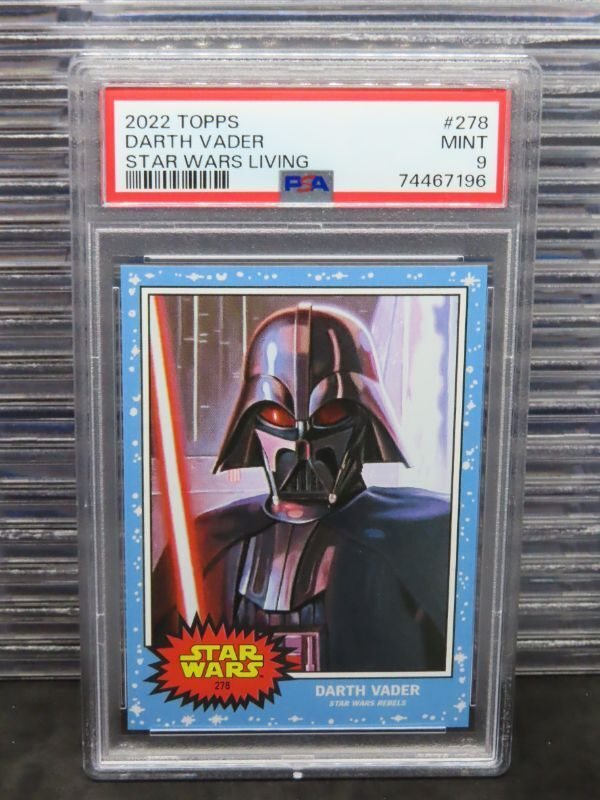 2022 TOPPS #278
DARTH VADER MINT
STAR WARS LIVING 9
PSA 74467196
STAR
WARS
278
DARTH VADER
STAR WARS REBELS